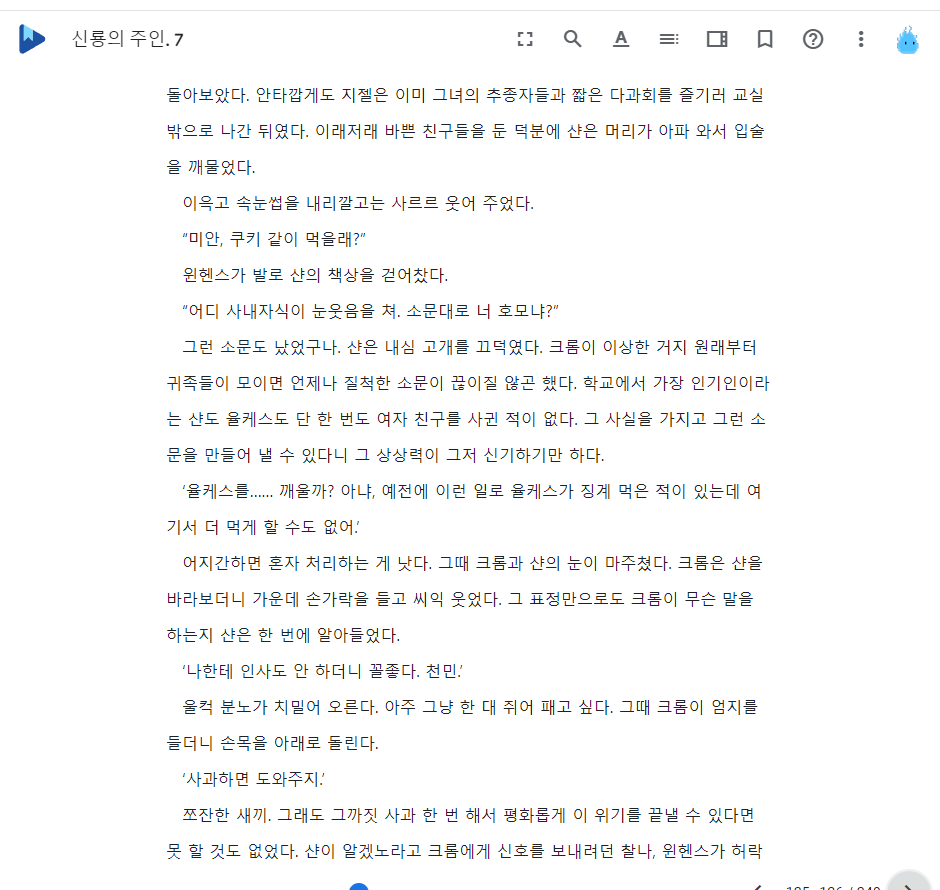 신룡의 주인. 7
돌아보았다. 안타깝게도 지젤은 이미 그녀의 추종자들과 짧은 다과회를 즐기러 교실
밖으로 나간 뒤였다. 이래저래 바쁜 친구들을 둔 덕분에 샨은 머리가 아파 와서 입술
을 깨물었다.
이윽고 속눈썹을 내리깔고는 사르르 웃어 주었다.
“미안, 쿠키 같이 먹을래?”
윈헨스가 발로 샨의 책상을 걷어찼다.
“어디 사내자식이 눈웃음을 쳐. 소문대로 너 호모냐?”
그런 소문도 났었구나. 샨은 내심 고개를 끄덕였다. 크롬이 이상한 거지 원래부터
귀족들이 모이면 언제나 질척한 소문이 끊이질 않곤 했다. 학교에서 가장 인기인이라
는 샨도 율케스도 단 한 번도 여자 친구를 사귄 적이 없다. 그 사실을 가지고 그런 소
문을 만들어 낼 수 있다니 그 상상력이 그저 신기하기만 하다.
‘율케스를…… 깨울까? 아냐, 예전에 이런 일로 율케스가 징계 먹은 적이 있는데 여
기서 더 먹게 할 수도 없어.’
어지간하면 혼자 처리하는 게 낫다. 그때 크롬과 샨의 눈이 마주쳤다. 크롬은 샨을
바라보더니 가운데 손가락을 들고 씨익 웃었다. 그 표정만으로도 크롬이 무슨 말을
하는지 샨은 한 번에 알아들었다.
‘나한테 인사도 안 하더니 꼴좋다. 천민.’
울컥 분노가 치밀어 오른다. 아주 그냥 한 대 쥐어 패고 싶다. 그때 크롬이 엄지를
들더니 손목을 아래로 돌린다.
‘사과하면 도와주지.’
쪼잔한 새끼. 그래도 그까짓 사과 한 번 해서 평화롭게 이 위기를 끝낼 수 있다면
못 할 것도 없었다. 샨이 알겠노라고 크롬에게 신호를 보내려던 찰나, 윈헨스가 허락